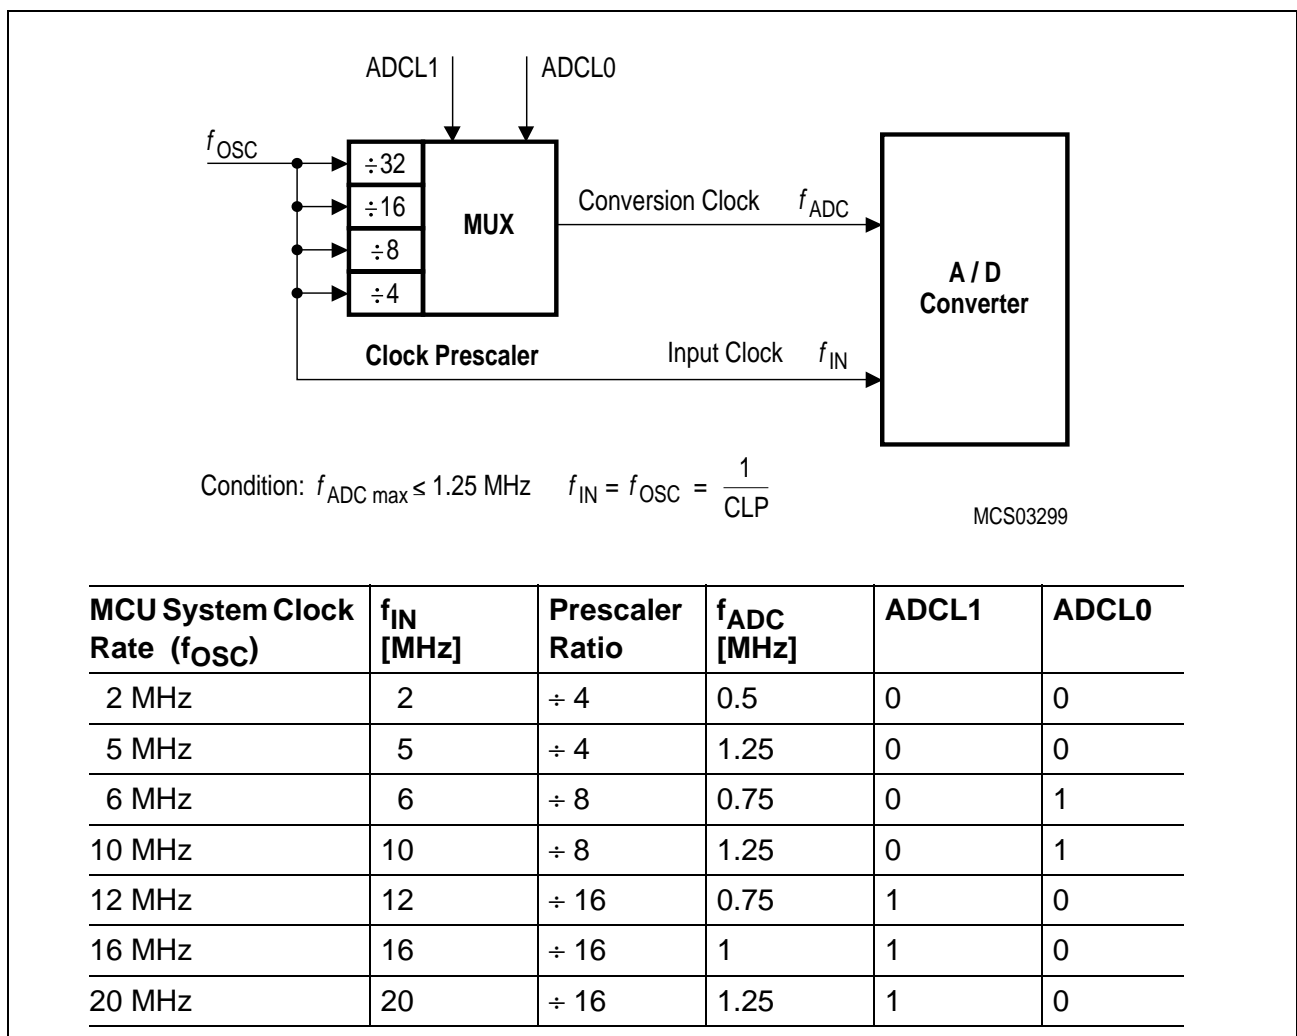 ADCL1 ADCL0
fOSC
÷32
÷16
÷8
÷4
MUX
Conversion Clock fADC
A / D
Converter
Clock Prescaler
Input Clock fIN
Condition: fADC max ≤ 1.25 MHz fIN = fOSC = 1
CLP
MCS03299
MCU System Clock Rate (fOSC) | fIN [MHz] | Prescaler Ratio | fADC [MHz] | ADCL1 | ADCL0
2 MHz | 2 | ÷ 4 | 0.5 | 0 | 0
5 MHz | 5 | ÷ 4 | 1.25 | 0 | 0
6 MHz | 6 | ÷ 8 | 0.75 | 0 | 1
10 MHz | 10 | ÷ 8 | 1.25 | 0 | 1
12 MHz | 12 | ÷ 16 | 0.75 | 1 | 0
16 MHz | 16 | ÷ 16 | 1 | 1 | 0
20 MHz | 20 | ÷ 16 | 1.25 | 1 | 0